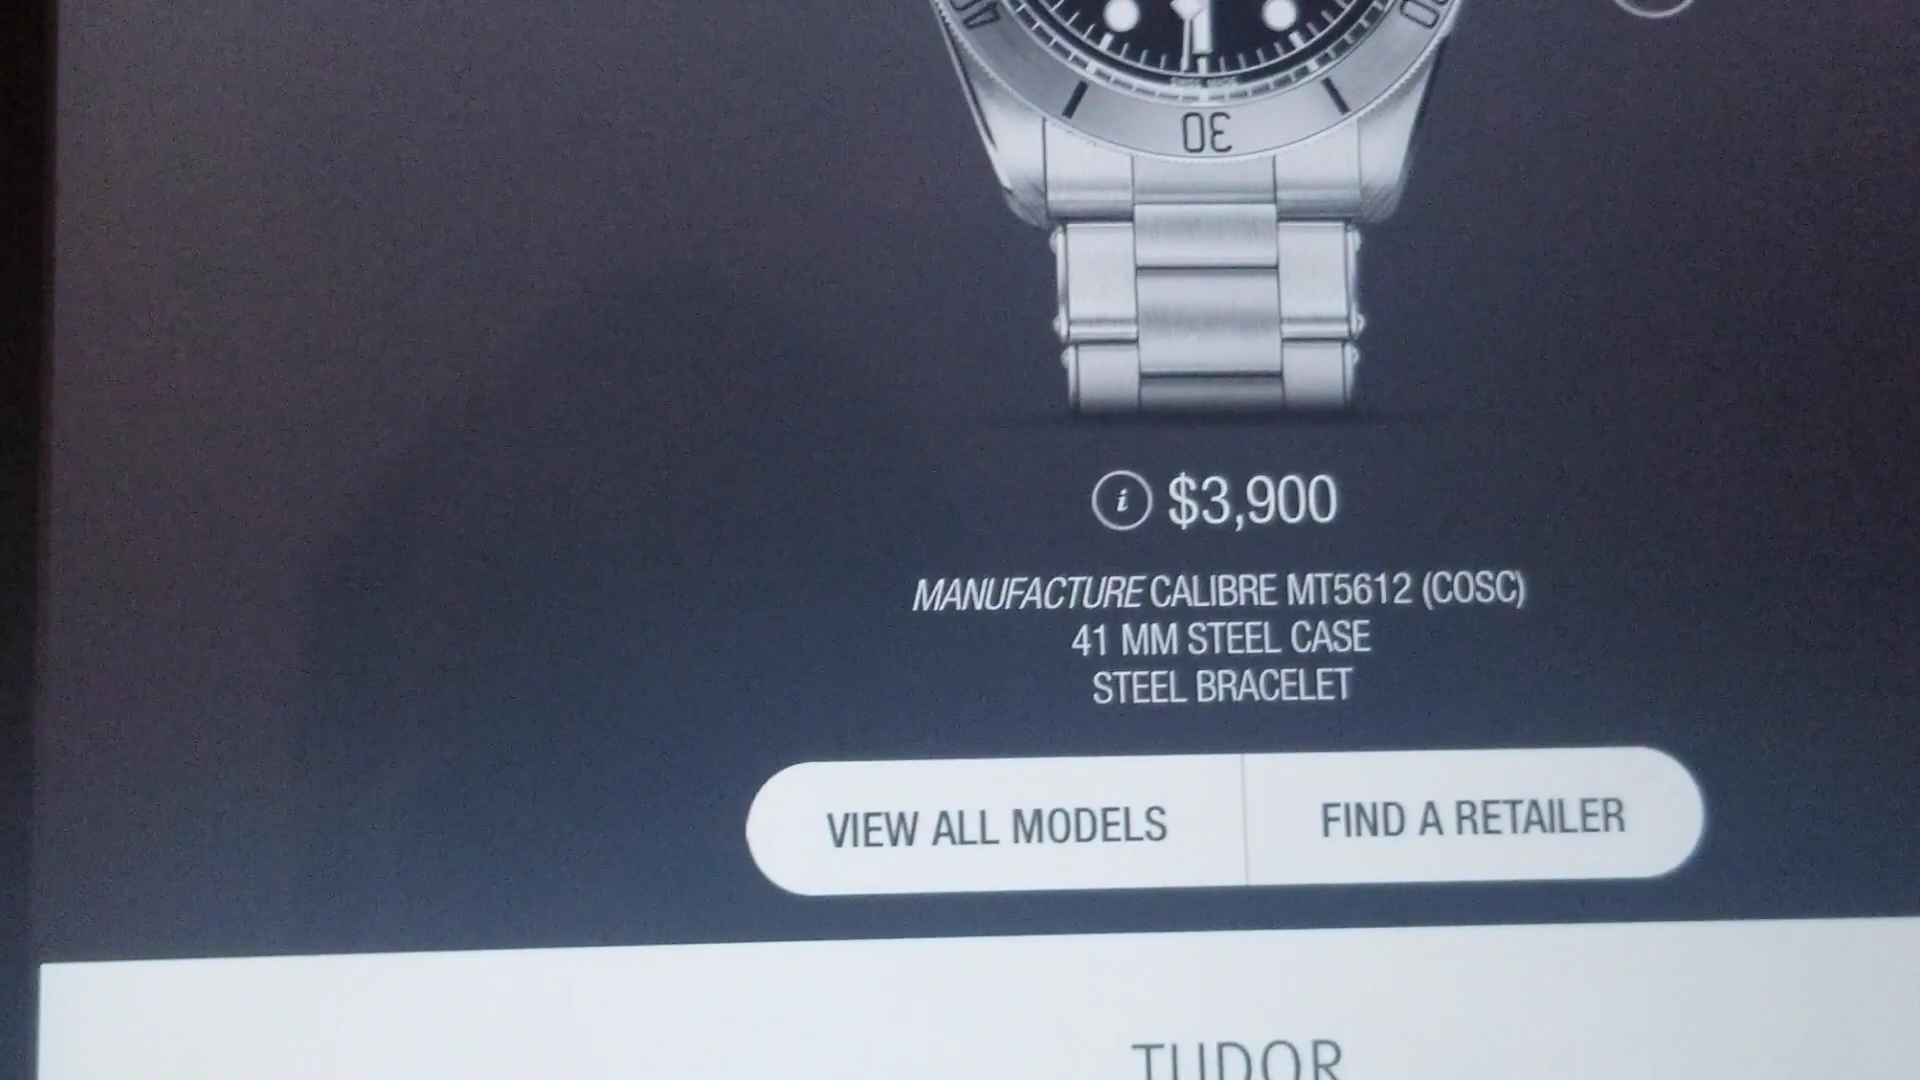 30
i $3,900
MANUFACTURE CALIBRE MT5612 (COSC)
41 MM STEEL CASE
STEEL BRACELET
VIEW ALL MODELS
FIND A RETAILER
TUDOR